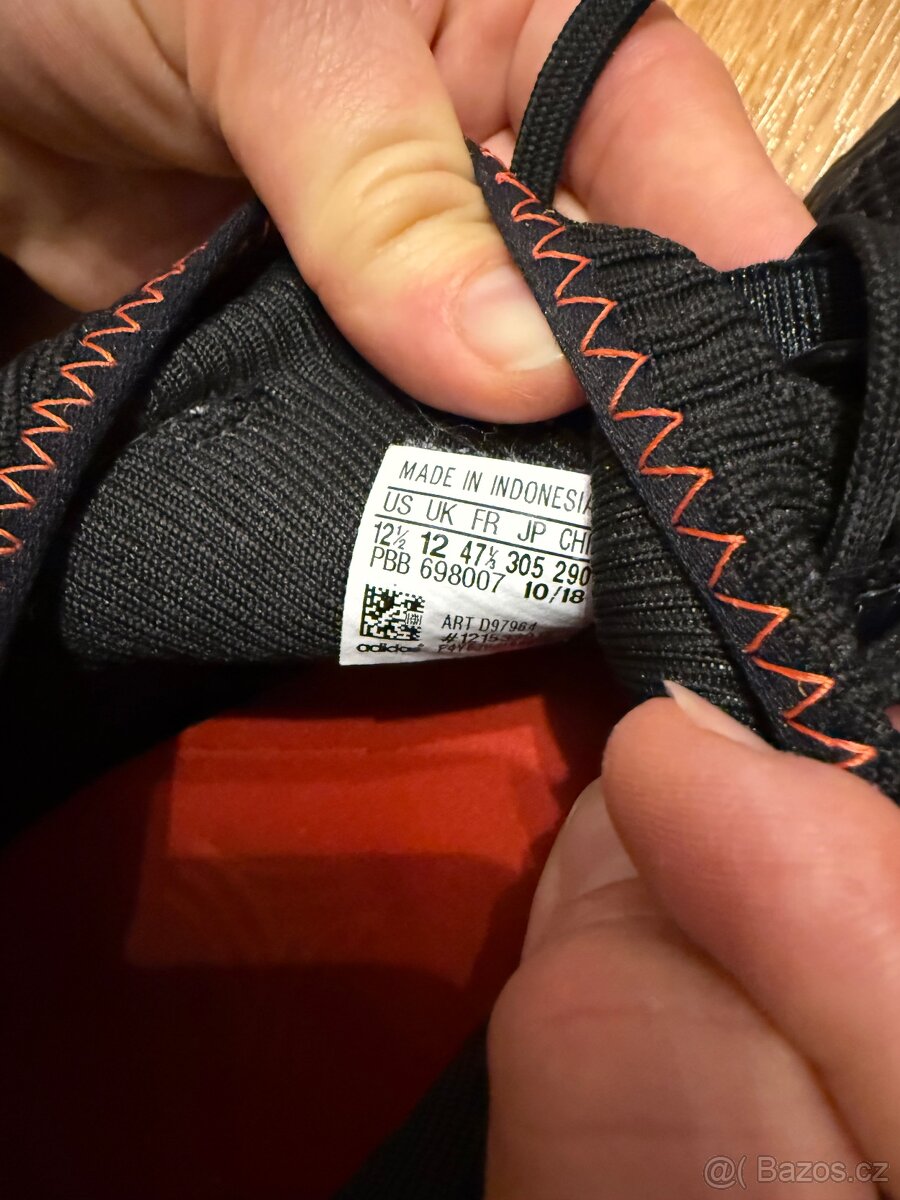 MADE IN INDONESIA
US UK FR JP CH
12½ 12 47⅓ 305 290
PBB 698007 10/18
ART D97964
adidas
@( Bazos.cz